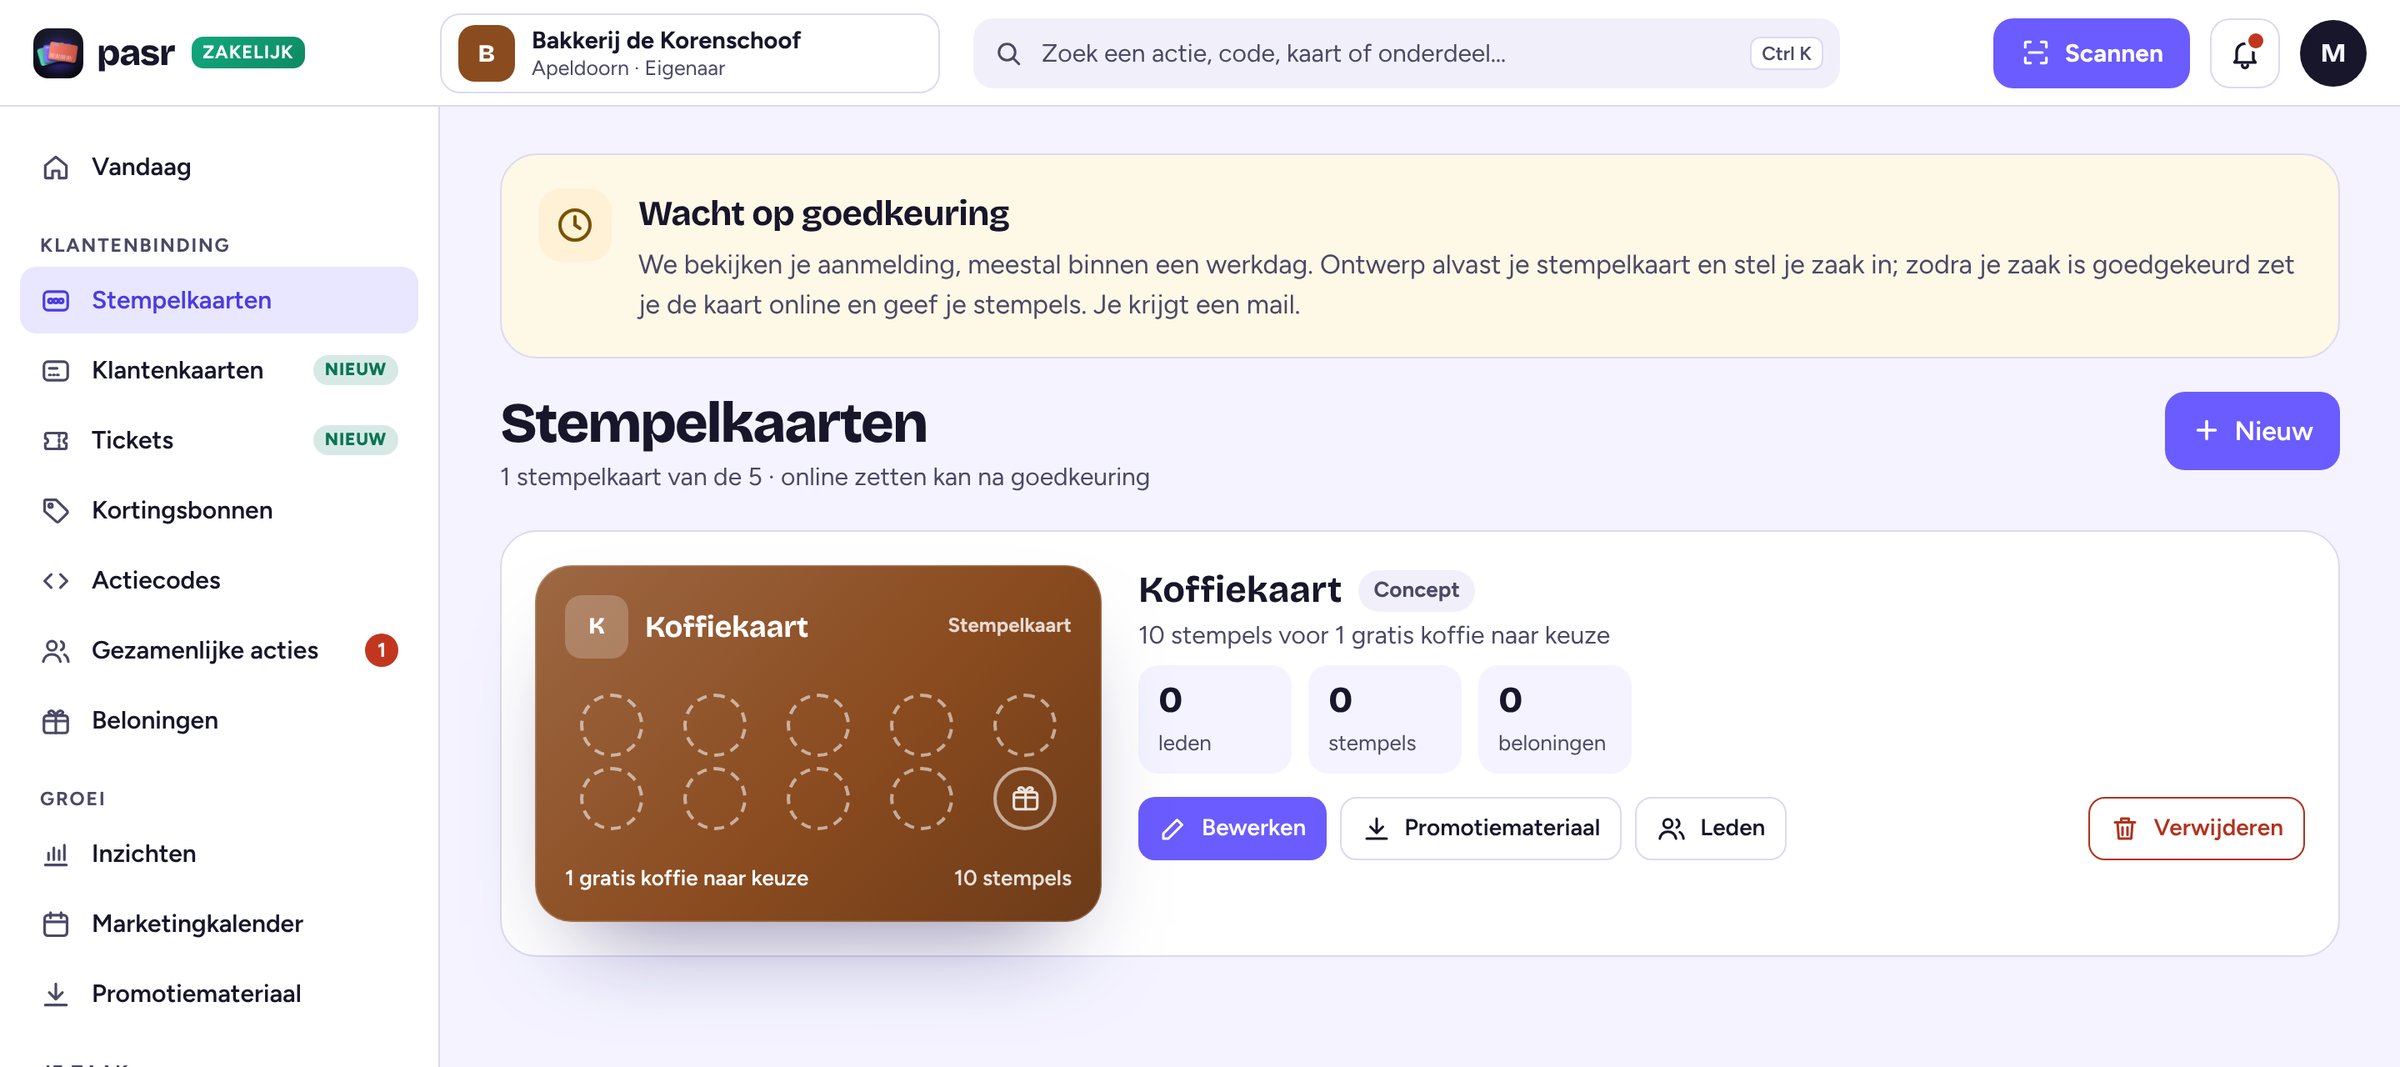 pasr ZAKELIJK
B
Bakkerij de Korenschoof
Apeldoorn · Eigenaar
Zoek een actie, code, kaart of onderdeel...
Ctrl K
Scannen
M
Vandaag
KLANTENBINDING
Stempelkaarten
Klantenkaarten NIEUW
Tickets NIEUW
Kortingsbonnen
Actiecodes
Gezamenlijke acties 1
Beloningen
GROEI
Inzichten
Marketingkalender
Promotiemateriaal
Wacht op goedkeuring
We bekijken je aanmelding, meestal binnen een werkdag. Ontwerp alvast je stempelkaart en stel je zaak in; zodra je zaak is goedgekeurd zet
je de kaart online en geef je stempels. Je krijgt een mail.
Stempelkaarten
1 stempelkaart van de 5 · online zetten kan na goedkeuring
Nieuw
K Koffiekaart Stempelkaart
1 gratis koffie naar keuze 10 stempels
Koffiekaart Concept
10 stempels voor 1 gratis koffie naar keuze
0 0 0
leden stempels beloningen
Bewerken Promotiemateriaal Leden Verwijderen